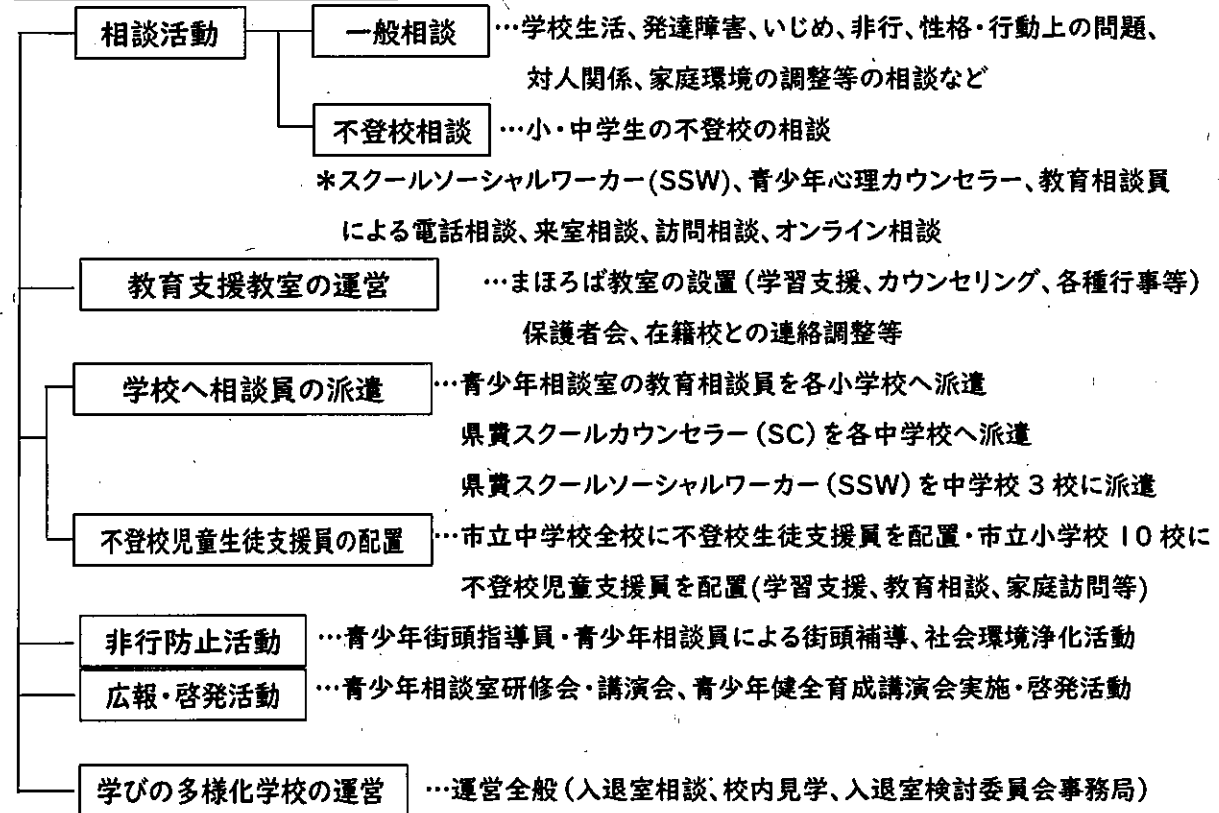 相談活動
一般相談 …学校生活、発達障害、いじめ、非行、性格・行動上の問題、
対人関係、家庭環境の調整等の相談など
不登校相談 …小・中学生の不登校の相談
*スクールソーシャルワーカー(SSW)、青少年心理カウンセラー、教育相談員
による電話相談、来室相談、訪問相談、オンライン相談
教育支援教室の運営 …まほろば教室の設置(学習支援、カウンセリング、各種行事等)
保護者会、在籍校との連絡調整等
学校へ相談員の派遣 …青少年相談室の教育相談員を各小学校へ派遣
県費スクールカウンセラー(SC)を各中学校へ派遣
県費スクールソーシャルワーカー(SSW)を中学校3校に派遣
不登校児童生徒支援員の配置 …市立中学校全校に不登校生徒支援員を配置・市立小学校10校に
不登校児童支援員を配置(学習支援、教育相談、家庭訪問等)
非行防止活動 …青少年街頭指導員・青少年相談員による街頭補導、社会環境浄化活動
広報・啓発活動 …青少年相談室研修会・講演会、青少年健全育成講演会実施・啓発活動
学びの多様化学校の運営 …運営全般(入退室相談、校内見学、入退室検討委員会事務局)